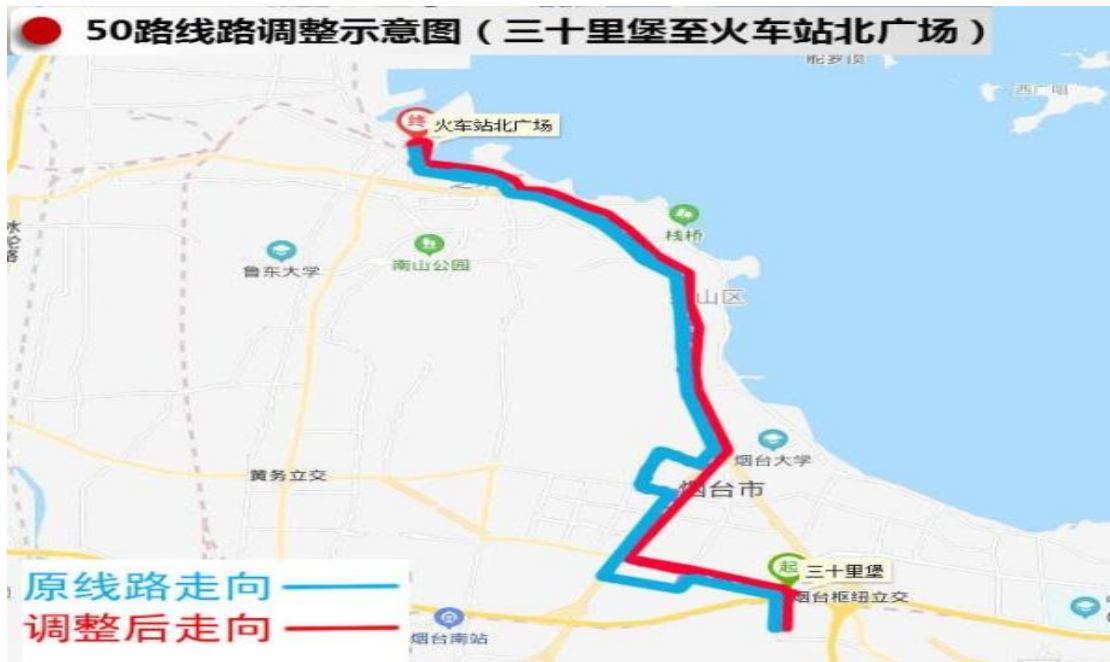 50路线路调整示意图（三十里堡至火车站北广场）
西广咀
终
火车站北广场
栈桥
鲁东大学
南山公园
山区
烟台大学
黄务立交
烟台市
起
三十里堡
原线路走向
烟台枢纽立交
调整后走向
烟台南站